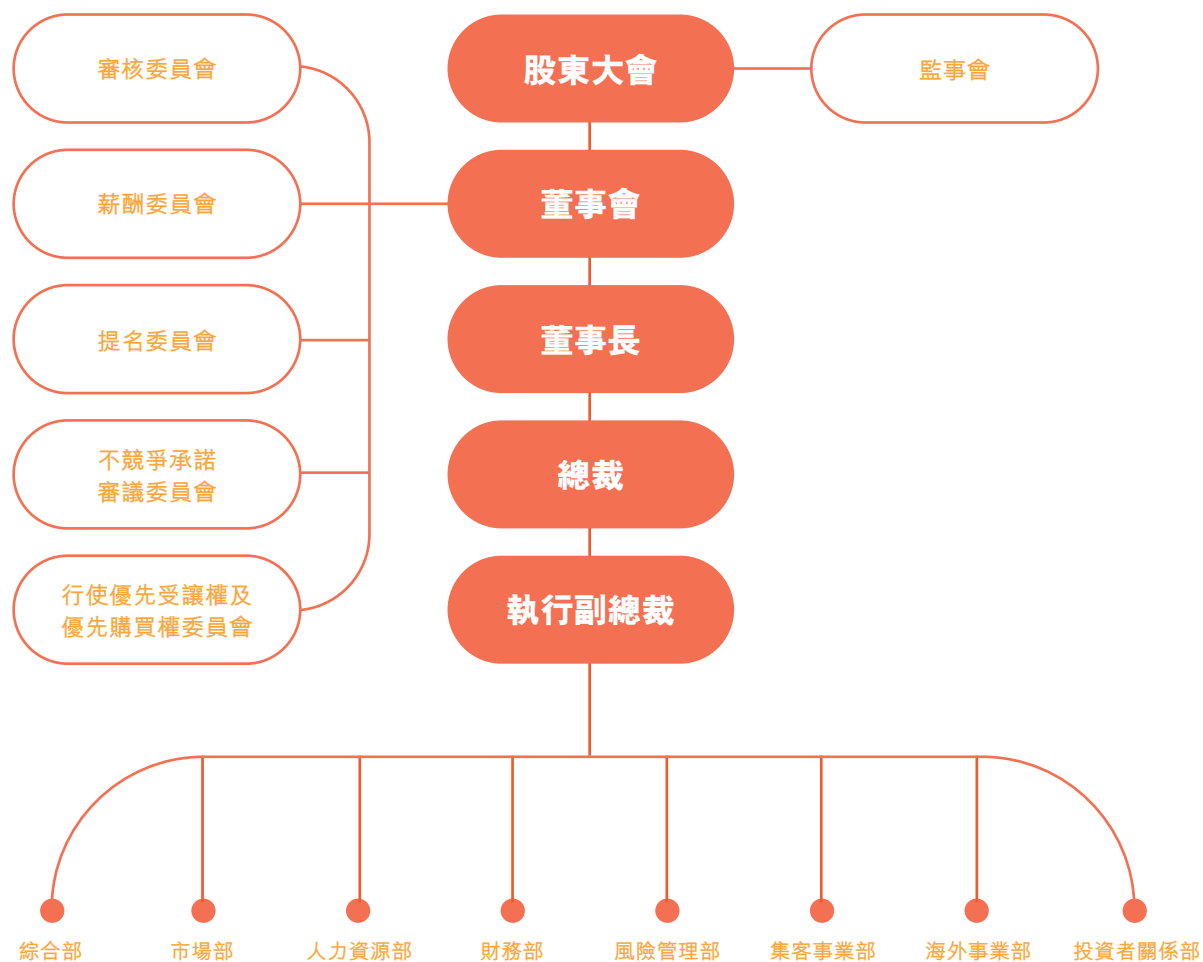 審核委員會
股東大會
監事會
薪酬委員會
董事會
提名委員會
董事長
不競爭承諾
審議委員會
總裁
行使優先受讓權及
優先購買權委員會
執行副總裁
綜合部
市場部
人力資源部
財務部
風險管理部
集客事業部
海外事業部
投資者關係部